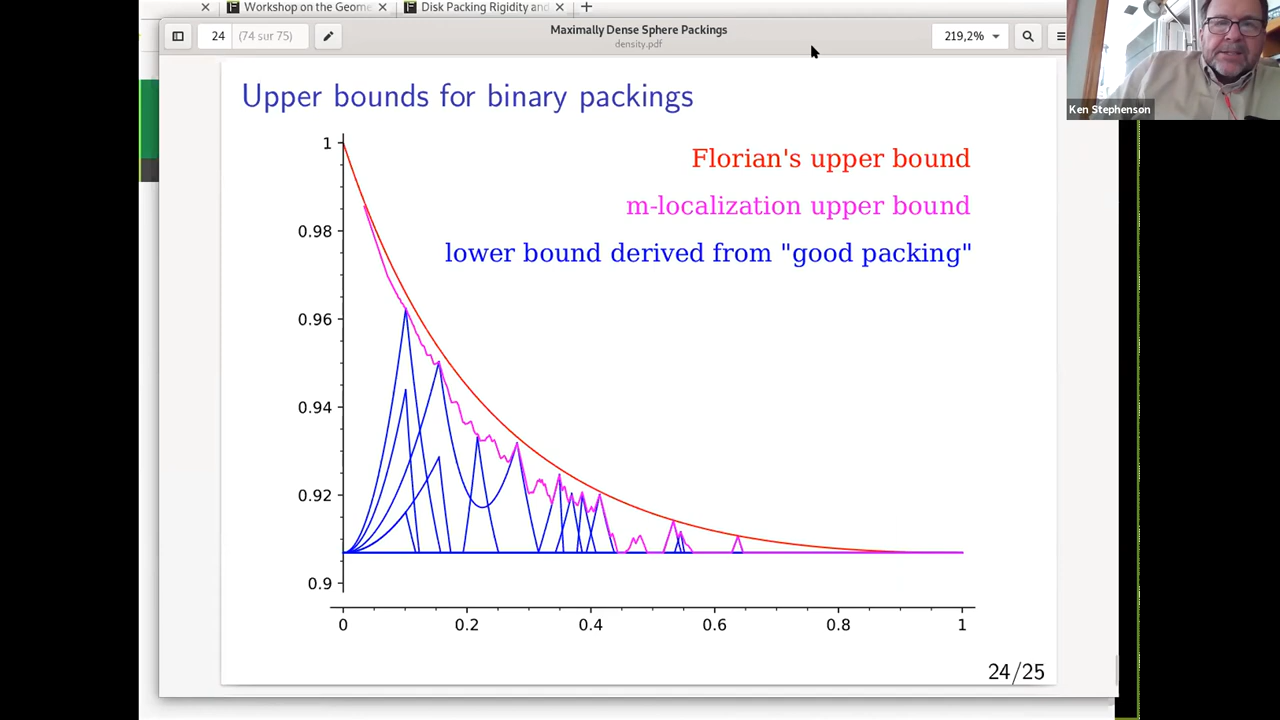 Workshop on the Geome
Disk Packing Rigidity and
24 (74 sur 75)
Maximally Dense Sphere Packings
density.pdf
219,2%
Ken Stephenson
Upper bounds for binary packings
Florian's upper bound
m-localization upper bound
lower bound derived from "good packing"
1
0.98
0.96
0.94
0.92
0.9
0 0.2 0.4 0.6 0.8 1
24/25